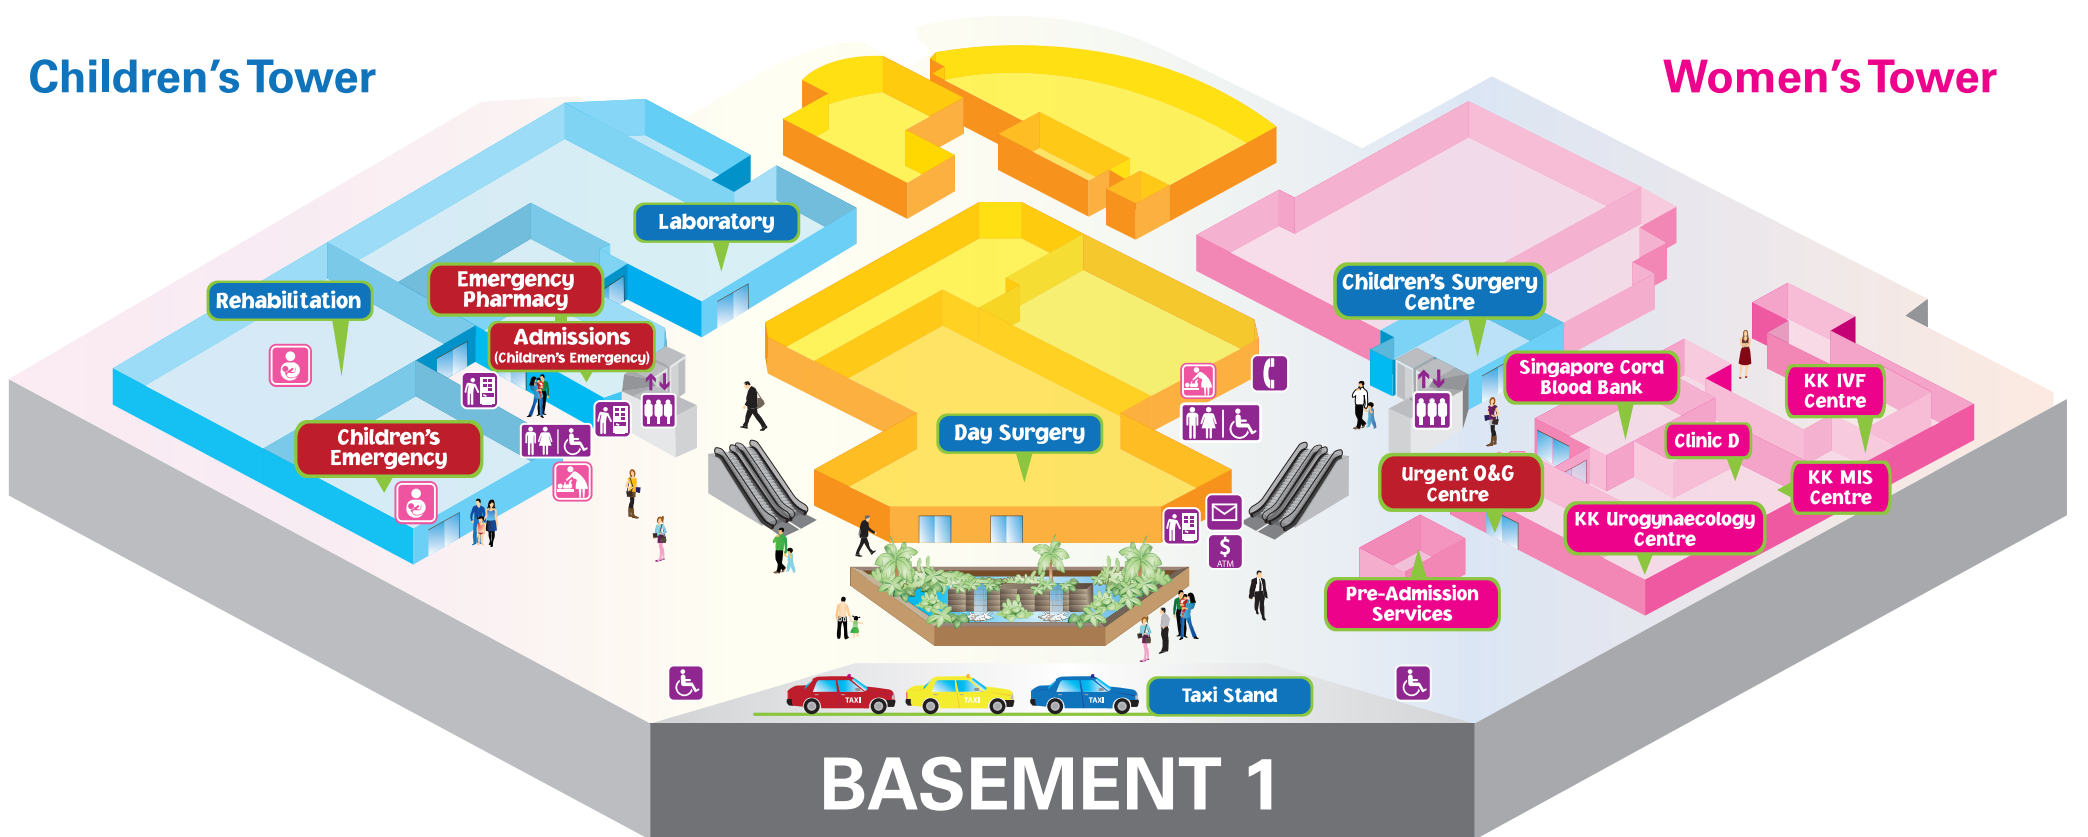 Children's Tower
Women's Tower
Laboratory
Emergency
Pharmacy
Rehabilitation
Admissions
(Children's Emergency)
Children's
Emergency
Day Surgery
Children's Surgery
Centre
Singapore Cord
Blood Bank
KK IVF
Centre
Clinic D
Urgent O&G
Centre
KK MIS
Centre
KK Urogynaecology
Centre
Pre-Admission
Services
$
ATM
TAXI
TAXI
TAXI
Taxi Stand
BASEMENT 1